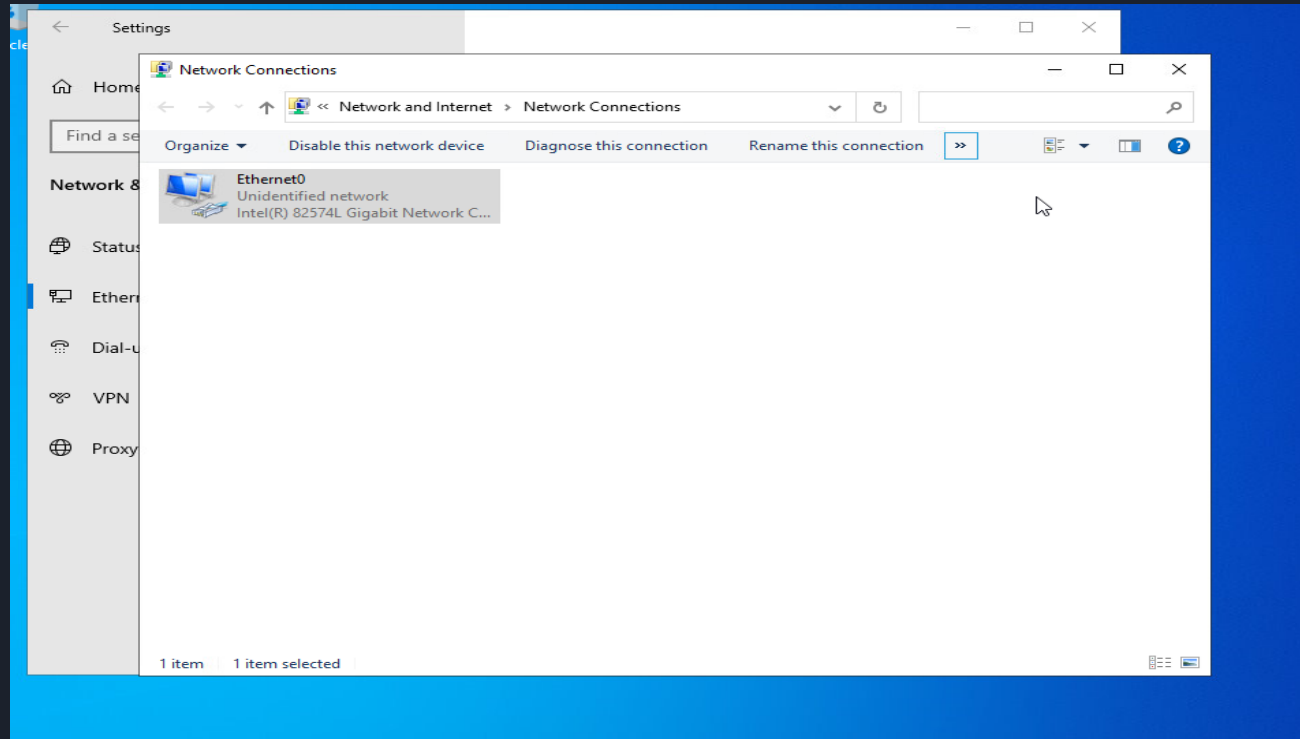 Settings
Home
Find a se
Network &
Status
Ethern
Dial-u
VPN
Proxy
Network Connections
« Network and Internet > Network Connections
Organize Disable this network device Diagnose this connection Rename this connection »
Ethernet0
Unidentified network
Intel(R) 82574L Gigabit Network C...
1 item 1 item selected